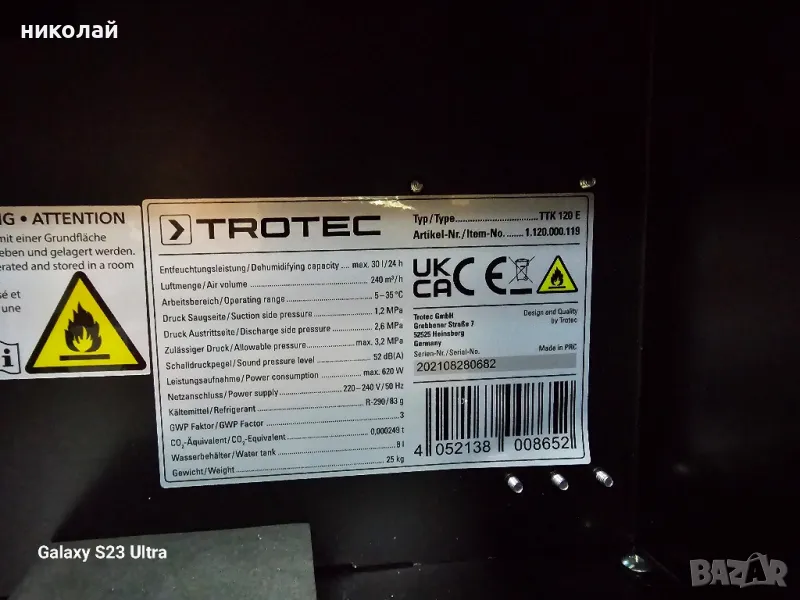 николай
NG • ATTENTION
mit einer Grundfläche
eben und gelagert werden.
erated and stored in a room
sé et
une
TROTEC
Typ/Type..................... TTK 120 E
Artikel-Nr./Item-No. ...... 1.120.000.119
Entfeuchtungsleistung/Dehumidifying capacity .... max. 30 l/24 h
Luftmenge/Air volume .... 240 m³/h
Arbeitsbereich/Operating range .... 5–35°C
Druck Saugseite/Suction side pressure .... 1,2 MPa
Druck Austrittseite/Discharge side pressure .... 2,6 MPa
Zulässiger Druck/Allowable pressure .... max. 3,2 MPa
Schalldruckpegel/Sound pressure level .... 52 dB(A)
Leistungsaufnahme/Power consumption .... max. 620 W
Netzanschluss/Power supply .... 220–240 V/50 Hz
Kältemittel/Refrigerant .... R-290/83 g
GWP Faktor/GWP Factor .... 3
CO₂-Äquivalent/CO₂-Equivalent .... 0,000249 t
Wasserbehälter/Water tank .... 8 l
Gewicht/Weight .... 25 kg
UK
CA CE
Trotec GmbH
Grebbener Straße 7
52525 Heinsberg
Germany
Design and Quality
by Trotec
Serien-Nr./Serial-No.
Made in PRC
202108280682
4 052138 008652
Galaxy S23 Ultra
BAZAR